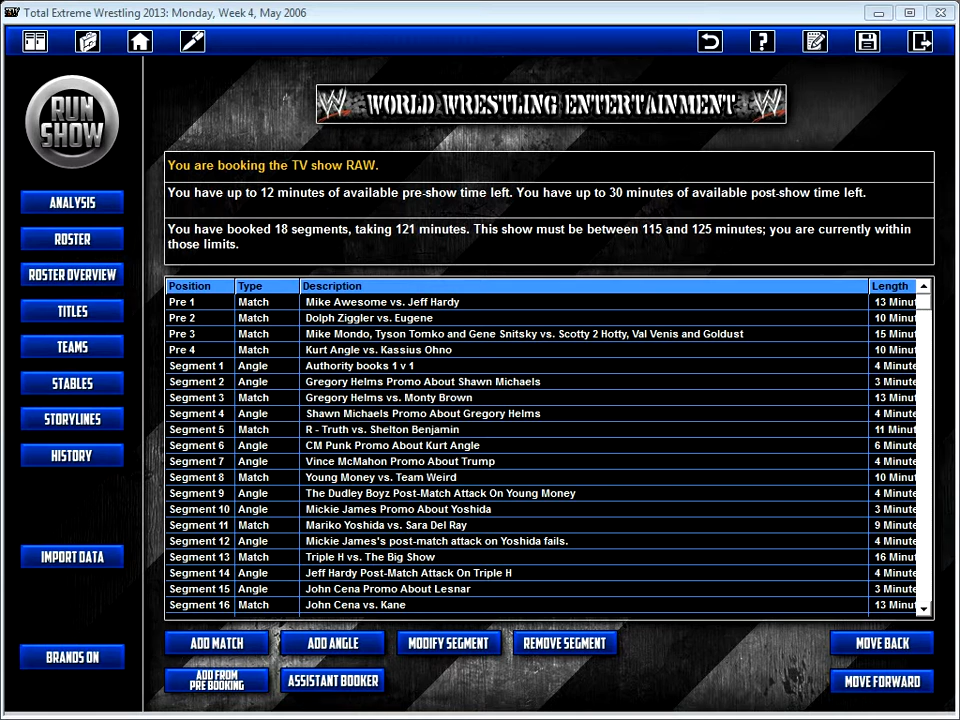 Total Extreme Wrestling 2013: Monday, Week 4, May 2006
RUN
SHOW
WORLD WRESTLING ENTERTAINMENT
You are booking the TV show RAW.
You have up to 12 minutes of available pre-show time left. You have up to 30 minutes of available post-show time left.
You have booked 18 segments, taking 121 minutes. This show must be between 115 and 125 minutes; you are currently within
those limits.
ANALYSIS
ROSTER
ROSTER OVERVIEW
TITLES
TEAMS
STABLES
STORYLINES
HISTORY
IMPORT DATA
BRANDS ON
Position Type Description Length
Pre 1 Match Mike Awesome vs. Jeff Hardy 13 Minut
Pre 2 Match Dolph Ziggler vs. Eugene 10 Minut
Pre 3 Match Mike Mondo, Tyson Tomko and Gene Snitsky vs. Scotty 2 Hotty, Val Venis and Goldust 15 Minut
Pre 4 Match Kurt Angle vs. Kassius Ohno 10 Minut
Segment 1 Angle Authority books 1 v 1 4 Minute
Segment 2 Angle Gregory Helms Promo About Shawn Michaels 3 Minute
Segment 3 Match Gregory Helms vs. Monty Brown 13 Minut
Segment 4 Angle Shawn Michaels Promo About Gregory Helms 4 Minute
Segment 5 Match R - Truth vs. Shelton Benjamin 11 Minut
Segment 6 Angle CM Punk Promo About Kurt Angle 6 Minute
Segment 7 Angle Vince McMahon Promo About Trump 4 Minute
Segment 8 Match Young Money vs. Team Weird 10 Minut
Segment 9 Angle The Dudley Boyz Post-Match Attack On Young Money 4 Minute
Segment 10 Angle Mickie James Promo About Yoshida 3 Minute
Segment 11 Match Mariko Yoshida vs. Sara Del Ray 9 Minute
Segment 12 Angle Mickie James's post-match attack on Yoshida fails. 4 Minute
Segment 13 Match Triple H vs. The Big Show 16 Minut
Segment 14 Angle Jeff Hardy Post-Match Attack On Triple H 4 Minute
Segment 15 Angle John Cena Promo About Lesnar 3 Minute
Segment 16 Match John Cena vs. Kane 13 Minut
ADD MATCH ADD ANGLE MODIFY SEGMENT REMOVE SEGMENT MOVE BACK
ADD FROM
PRE BOOKING
ASSISTANT BOOKER MOVE FORWARD